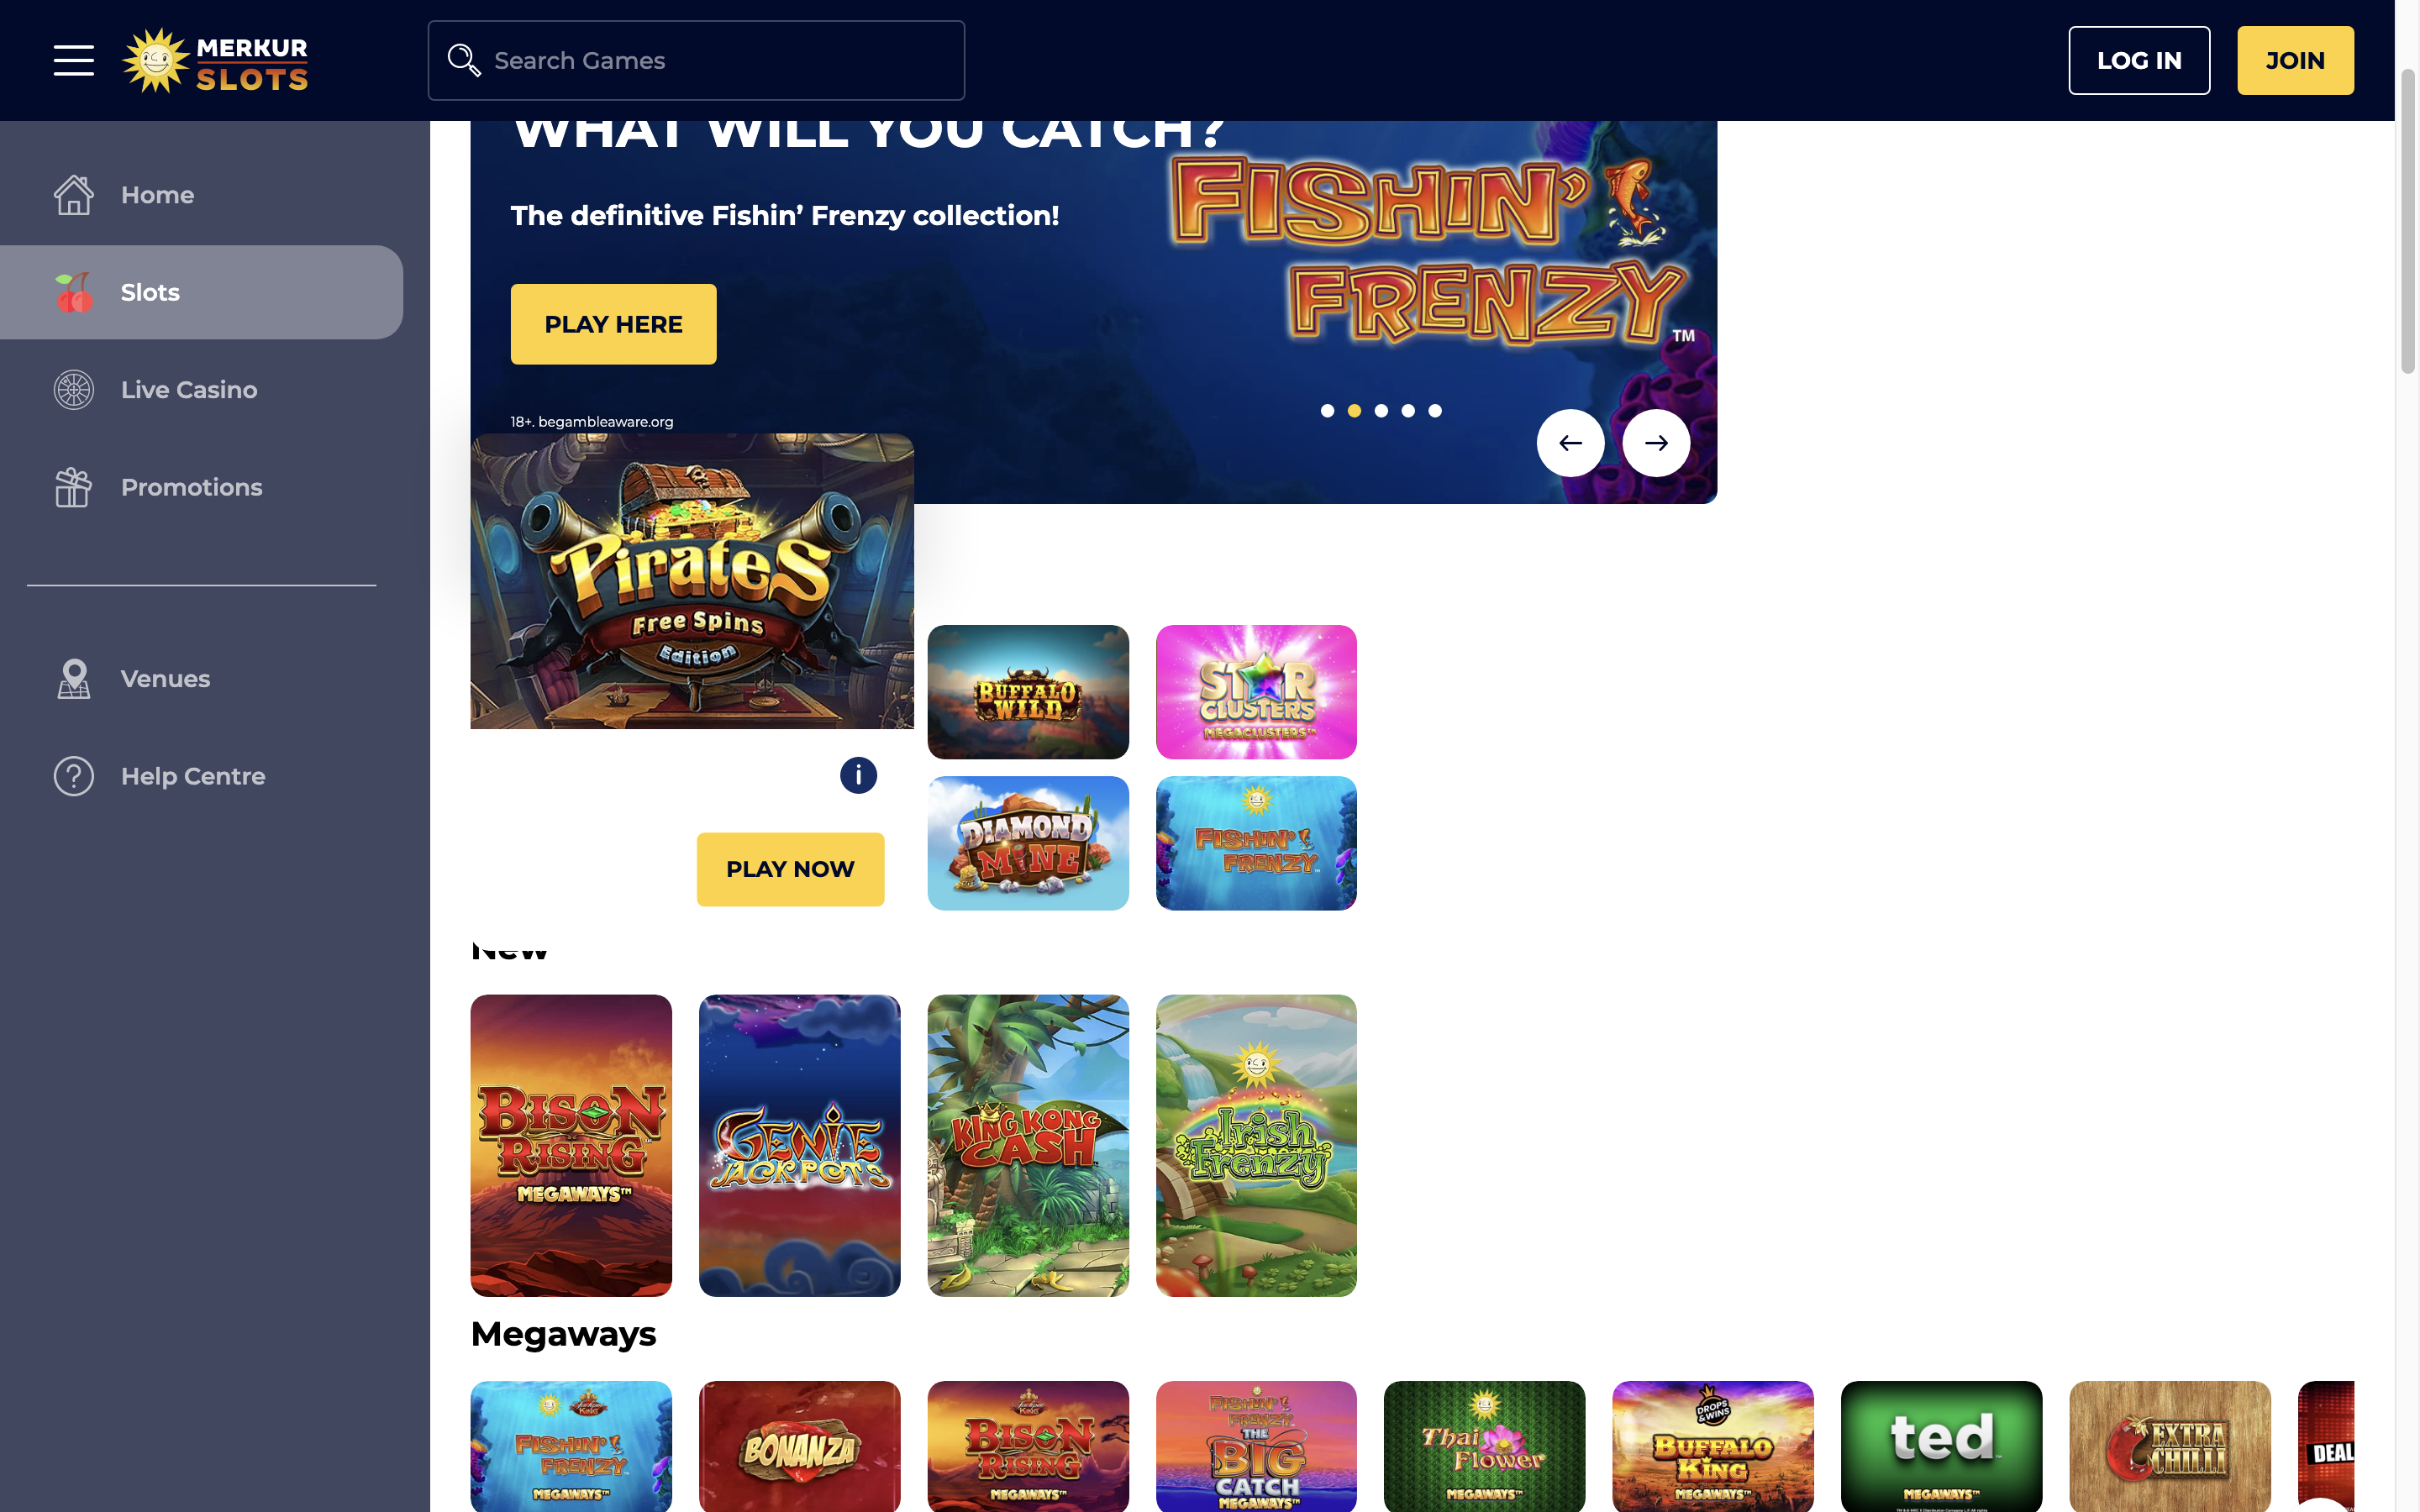 MERKUR
SLOTS
Search Games
LOG IN
JOIN
Home
Slots
Live Casino
Promotions
Venues
Help Centre
WHAT WILL YOU CATCH?
The definitive Fishin' Frenzy collection!
PLAY HERE
18+. begambleaware.org
FISHIN'
FRENZY™
Pirates
Free Spins
Edition
i
PLAY NOW
BUFFALO
WILD
STAR
CLUSTERS
MEGACLUSTERS™
DIAMOND
MINE
FISHIN'
FRENZY™
New
BISON
RISING™
MEGAWAYS™
GENIE
JACKPOTS
KING KONG
CASH
Irish
Frenzy
Megaways
FISHIN'
FRENZY™
MEGAWAYS™
BONANZA
BISON
RISING
MEGAWAYS™
FISHIN'
FRENZY
THE
BIG
CATCH
MEGAWAYS™
Thai
Flower
MEGAWAYS™
DROPS
&WINS
BUFFALO
KING
MEGAWAYS™
ted
EXTRA
CHILLI
DEAL